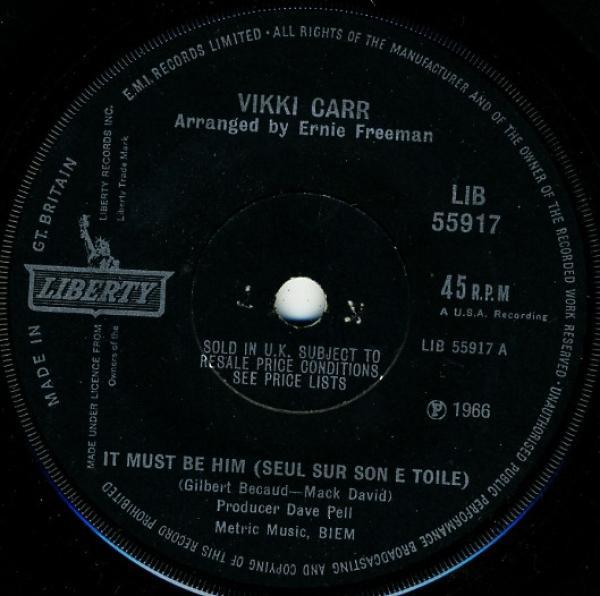 E.M.I. RECORDS LIMITED · ALL RIGHTS OF THE MANUFACTURER AND OF THE OWNER OF THE RECORDED WORK RESERVED · UNAUTHORISED PUBLIC PERFORMANCE BROADCASTING AND COPYING OF THIS RECORD PROHIBITED
MADE IN GT. BRITAIN
VIKKI CARR
Arranged by Ernie Freeman
LIBERTY RECORDS INC.
Liberty Trade Mark
LIB
55917
LIBERTY
45 R.P.M
A U.S.A. Recording
LIB 55917 A
MADE UNDER LICENCE FROM
Owners of the
SOLD IN U.K. SUBJECT TO
RESALE PRICE CONDITIONS,
SEE PRICE LISTS
℗ 1966
IT MUST BE HIM (SEUL SUR SON E TOILE)
(Gilbert Becaud—Mack David)
Producer Dave Pell
Metric Music, BIEM